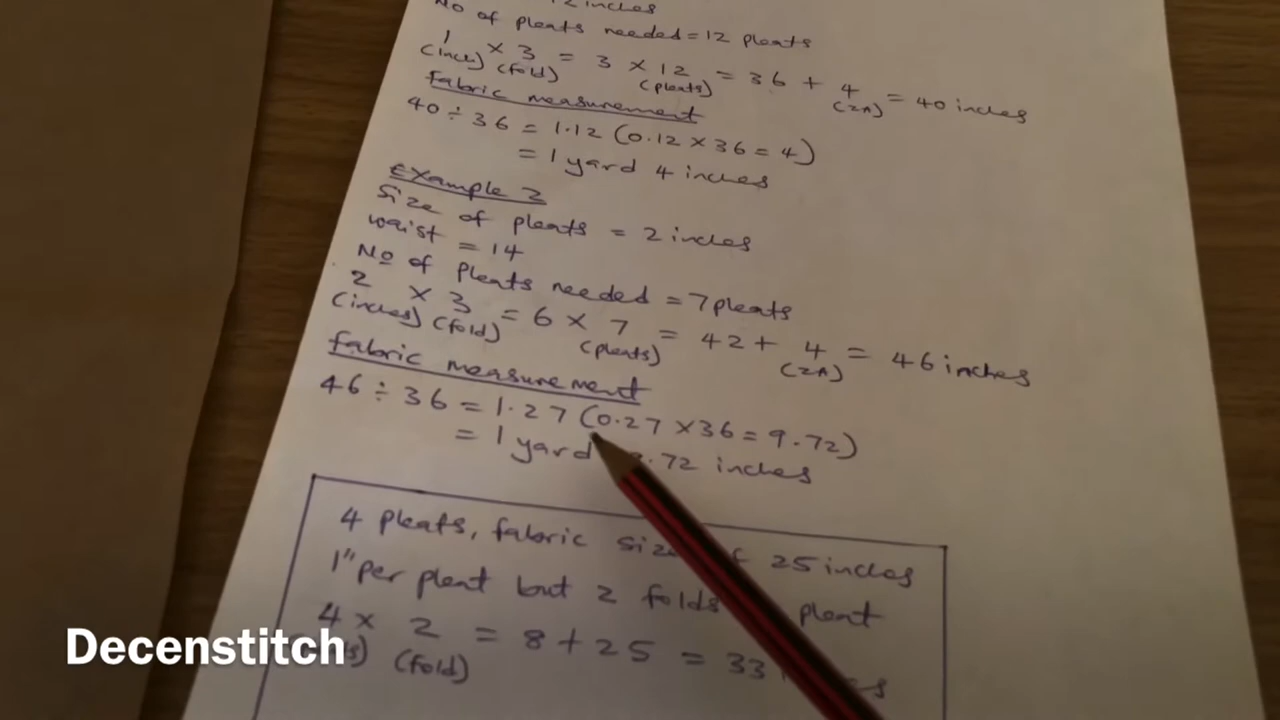 12 inches
No of pleats needed = 12 pleats
1 × 3 = 3 × 12 = 36 + 4 = 40 inches
(inches) (fold) (pleats) (2A)
fabric measurement
40 ÷ 36 = 1.12 (0.12 × 36 = 4)
= 1 yard 4 inches
Example 2
Size of pleats = 2 inches
waist = 14
No of pleats needed = 7 pleats
2 × 3 = 6 × 7 = 42 + 4 = 46 inches
(inches) (fold) (pleats) (2A)
fabric measurement
46 ÷ 36 = 1.27 (0.27 × 36 = 9.72)
= 1 yard .72 inches
4 pleats, fabric size 25 inches
1" per pleat but 2 folds pleat
4 × 2 = 8 + 25 = 33
(fold)
Decenstitch